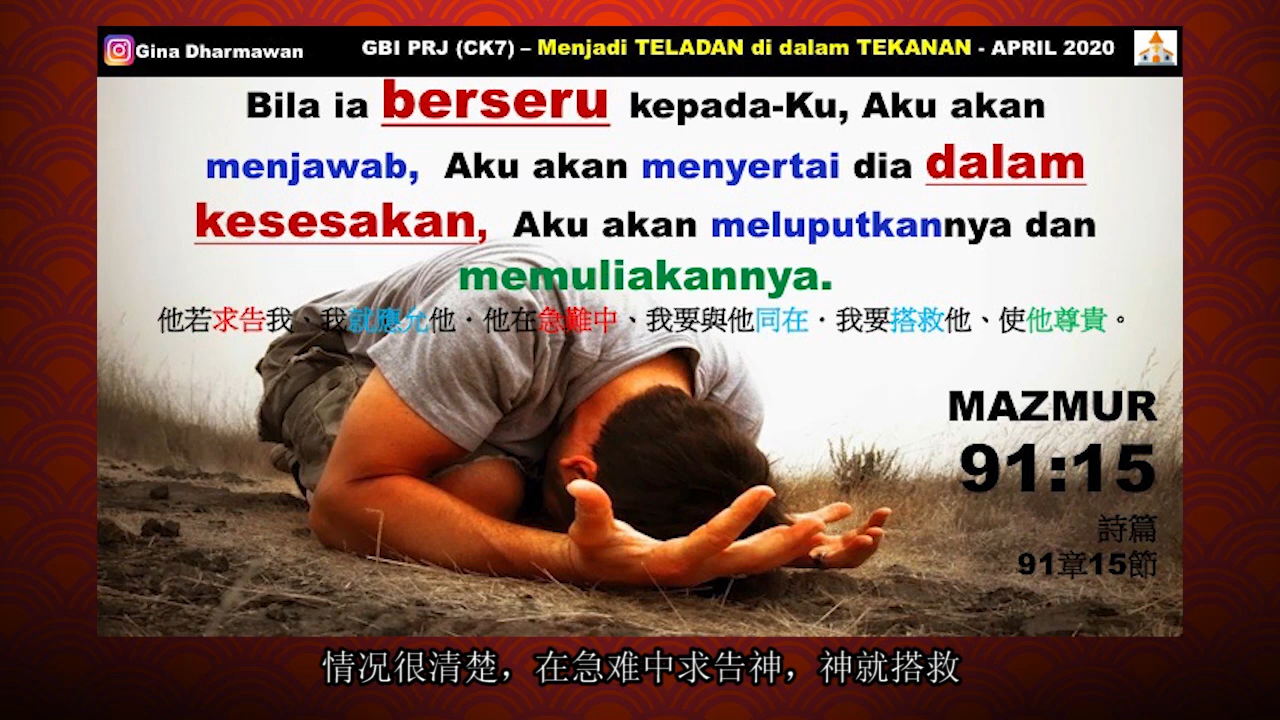 Gina Dharmawan
GBI PRJ (CK7) – Menjadi TELADAN di dalam TEKANAN - APRIL 2020
Bila ia berseru kepada-Ku, Aku akan
menjawab, Aku akan menyertai dia dalam
kesesakan, Aku akan meluputkannya dan
memuliakannya.
他若求告我、我就應允他．他在急難中、我要與他同在．我要搭救他、使他尊貴。
MAZMUR
91:15
詩篇
91章15節
情况很清楚，在急难中求告神，神就搭救